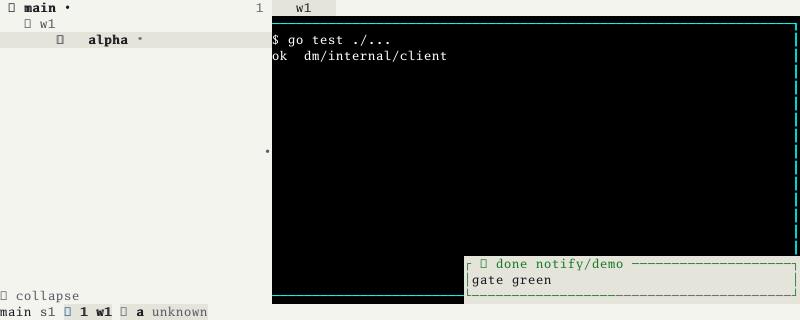 main • 1
w1
alpha *
w1
$ go test ./...
ok  dm/internal/client
done notify/demo
gate green
collapse
main s1 1 w1 a unknown